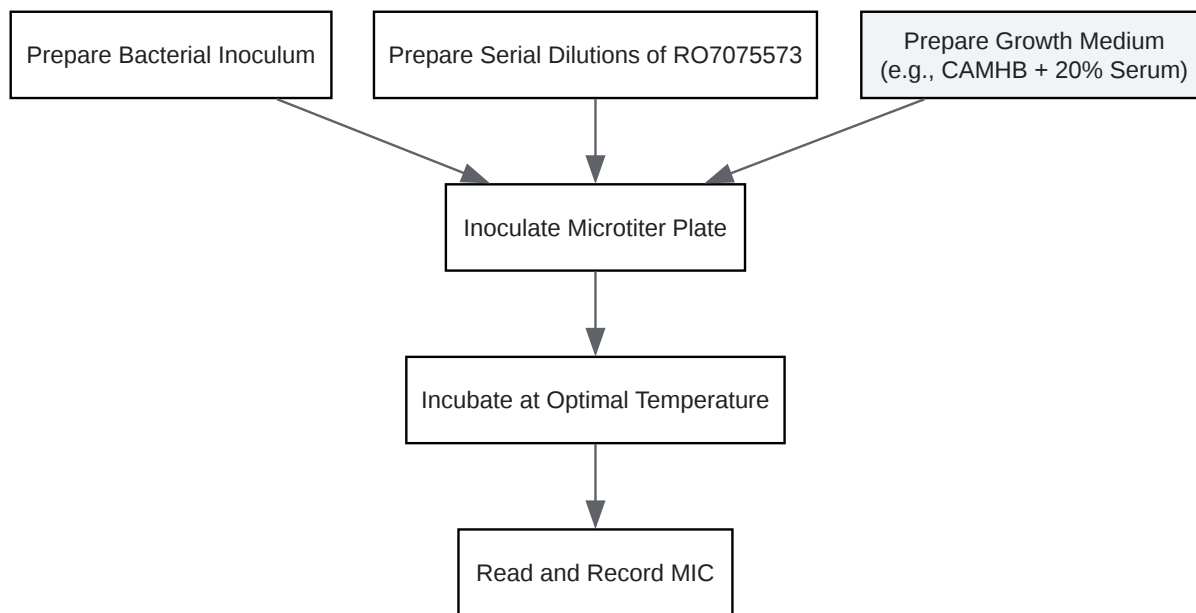 Prepare Bacterial Inoculum
Prepare Serial Dilutions of RO7075573
Prepare Growth Medium
(e.g., CAMHB + 20% Serum)
Inoculate Microtiter Plate
Incubate at Optimal Temperature
Read and Record MIC